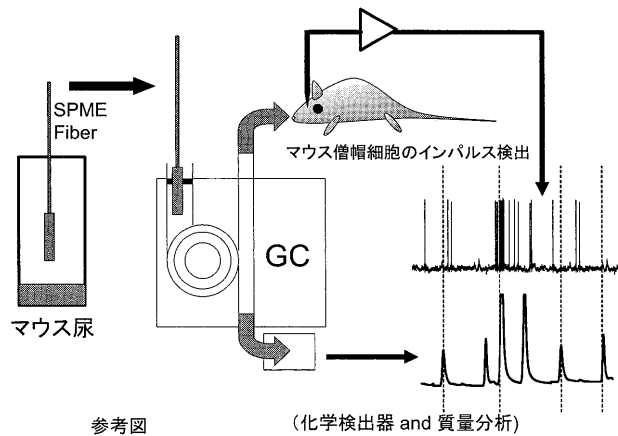 SPME
Fiber
マウス尿
GC
マウス僧帽細胞のインパルス検出
参考図
(化学検出器 and 質量分析)